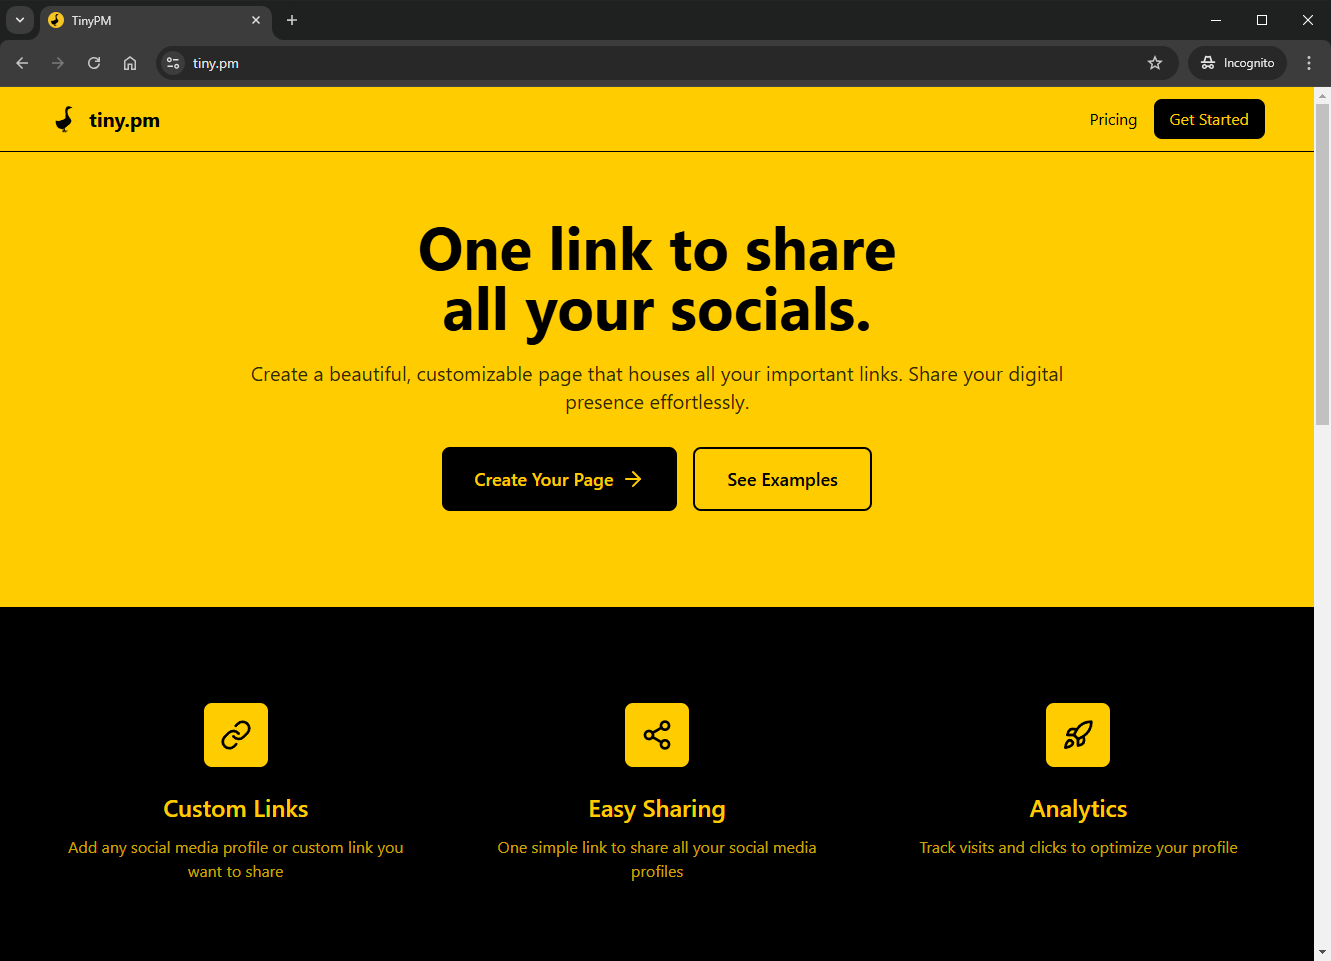 TinyPM
tiny.pm
Incognito
tiny.pm
Pricing
Get Started
One link to share
all your socials.
Create a beautiful, customizable page that houses all your important links. Share your digital
presence effortlessly.
Create Your Page
See Examples
Custom Links
Add any social media profile or custom link you
want to share
Easy Sharing
One simple link to share all your social media
profiles
Analytics
Track visits and clicks to optimize your profile